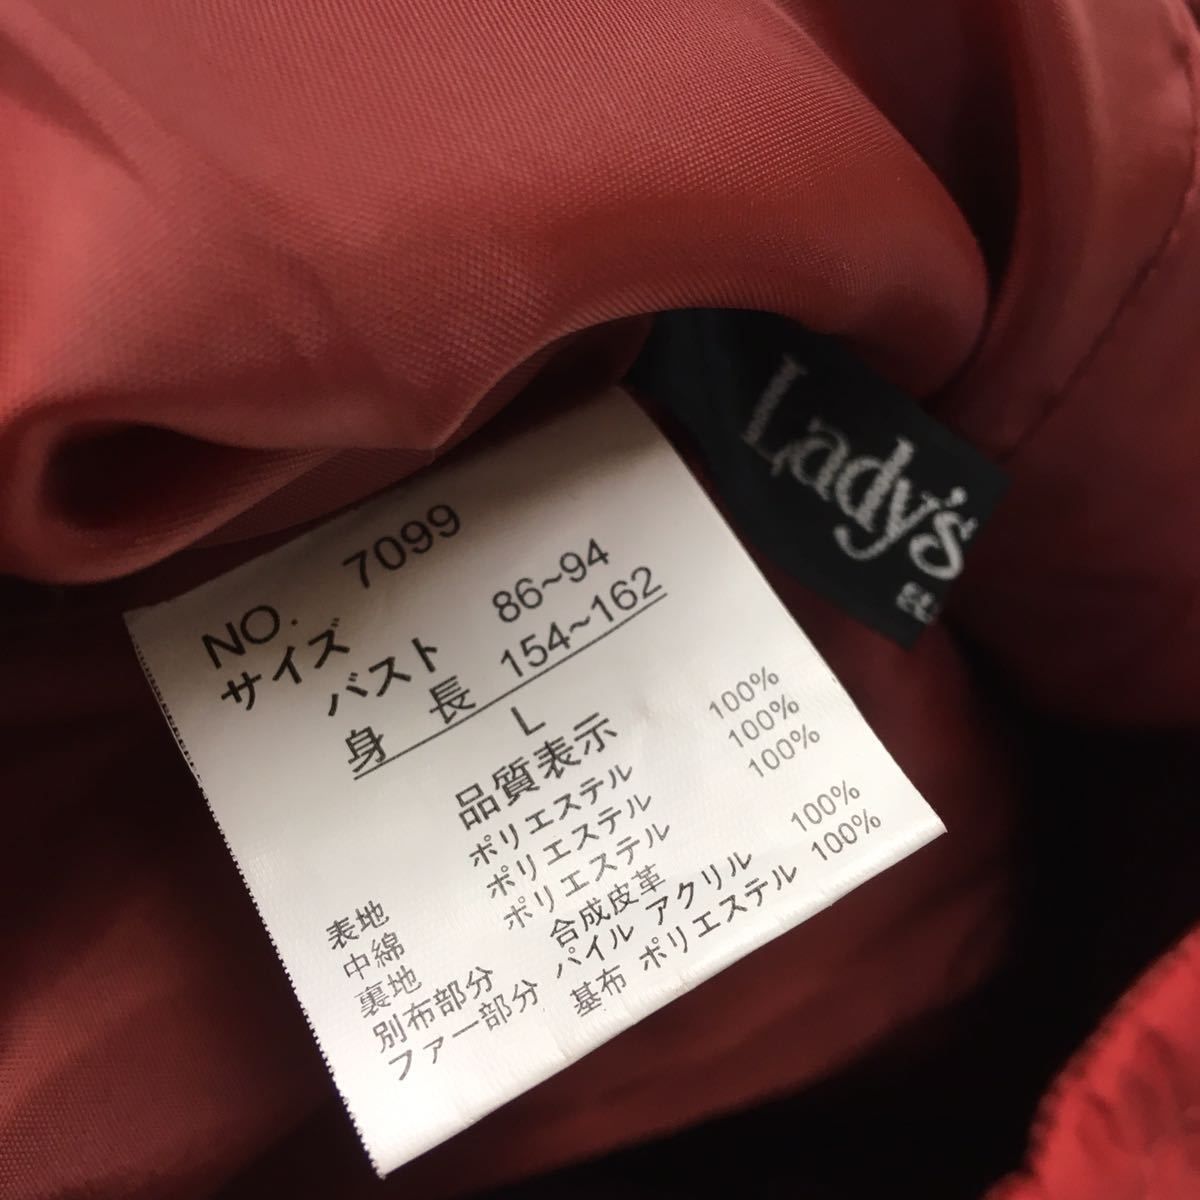 NO. 7099
サイズ
バスト 86~94
身 長 154~162
L
品質表示
表地 ポリエステル 100%
中綿 ポリエステル 100%
裏地 ポリエステル 100%
別布部分 合成皮革
ファー部分 パイル アクリル 100%
基布 ポリエステル 100%
Lady's